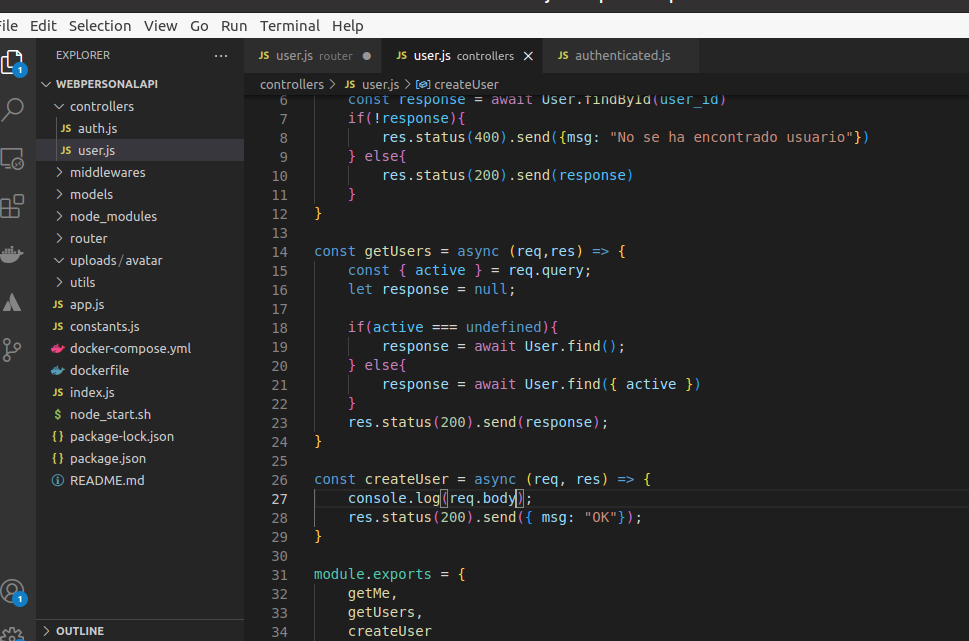 File Edit Selection View Go Run Terminal Help
1
EXPLORER ...
WEBPERSONALAPI
controllers
JS auth.js
JS user.js
middlewares
models
node_modules
router
uploads/avatar
utils
JS app.js
JS constants.js
docker-compose.yml
dockerfile
JS index.js
$ node_start.sh
{} package-lock.json
{} package.json
README.md
1
OUTLINE
JS user.js router ● JS user.js controllers × JS authenticated.js
controllers > JS user.js > createUser
6 const response = await User.findById(user_id)
7 if(!response){
8 res.status(400).send({msg: "No se ha encontrado usuario"})
9 } else{
10 res.status(200).send(response)
11 }
12 }
13
14 const getUsers = async (req,res) => {
15 const { active } = req.query;
16 let response = null;
17
18 if(active === undefined){
19 response = await User.find();
20 } else{
21 response = await User.find({ active })
22 }
23 res.status(200).send(response);
24 }
25
26 const createUser = async (req, res) => {
27 console.log(req.body);
28 res.status(200).send({ msg: "OK"});
29 }
30
31 module.exports = {
32 getMe,
33 getUsers,
34 createUser